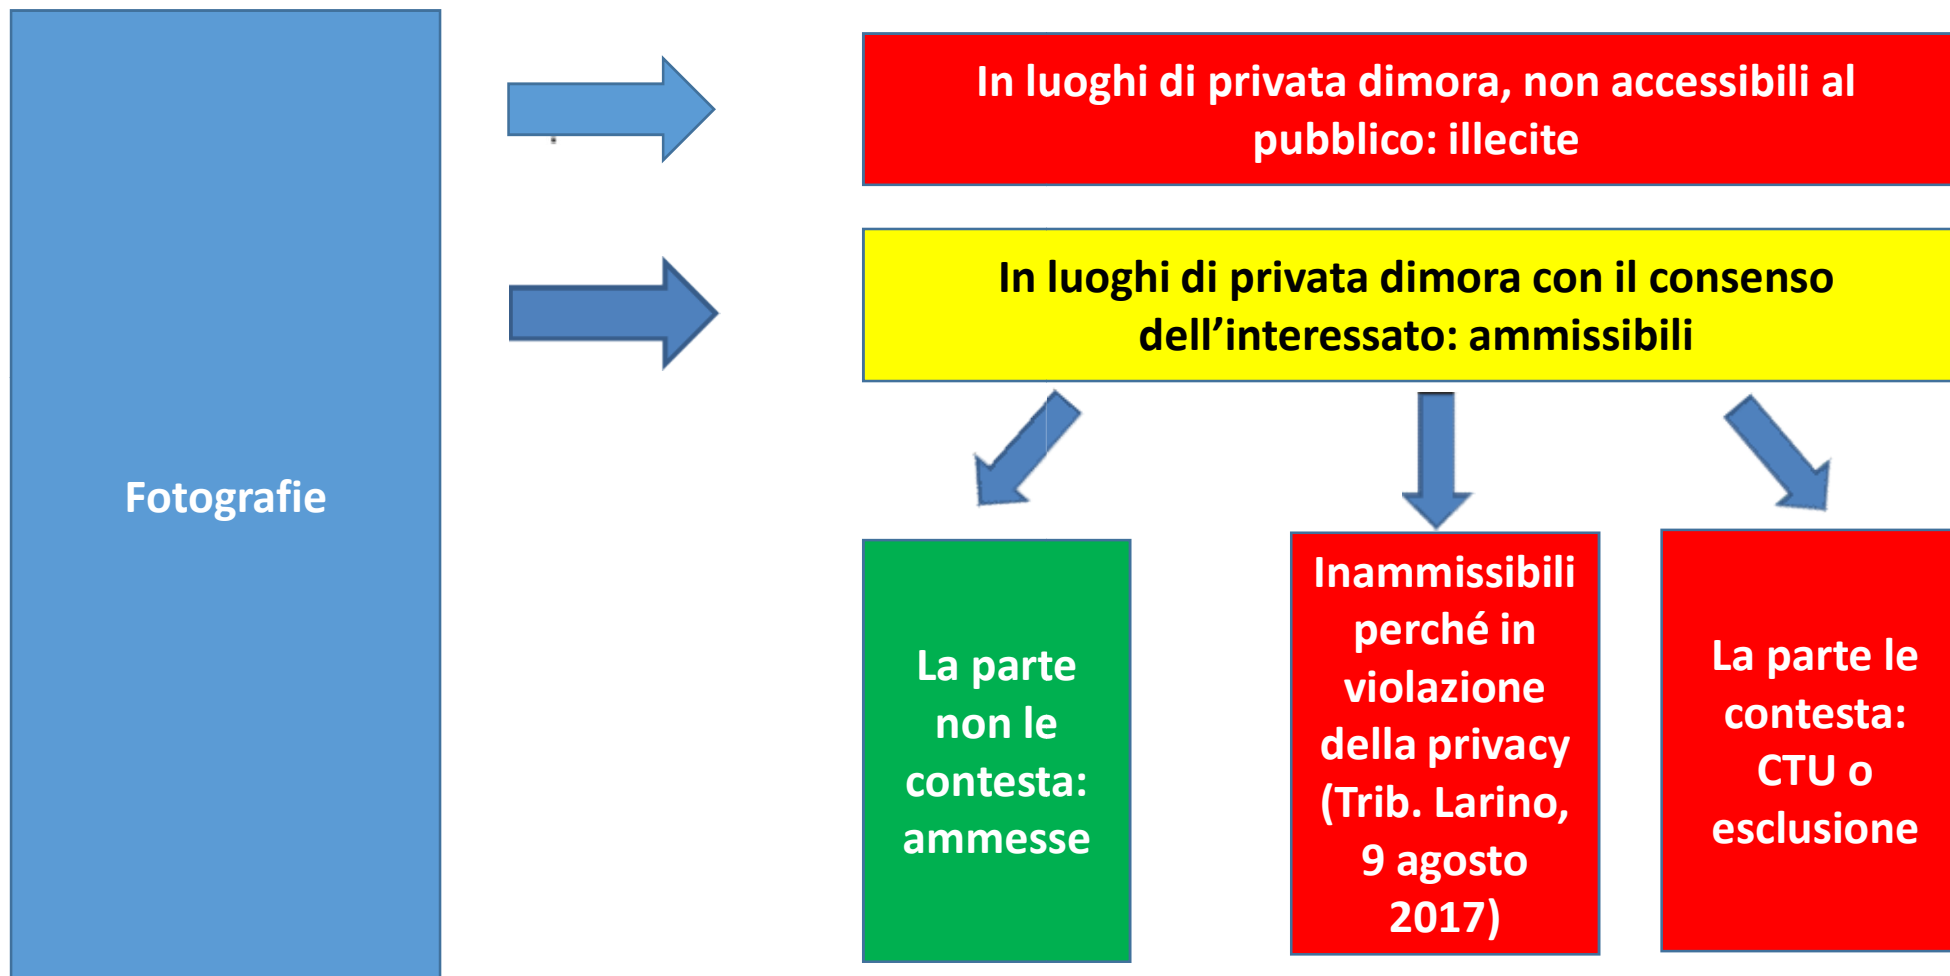 Fotografie
In luoghi di privata dimora, non accessibili al
pubblico: illecite
In luoghi di privata dimora con il consenso
dell’interessato: ammissibili
La parte
non le
contesta:
ammesse
Inammissibili
perché in
violazione
della privacy
(Trib. Larino,
9 agosto
2017)
La parte le
contesta:
CTU o
esclusione